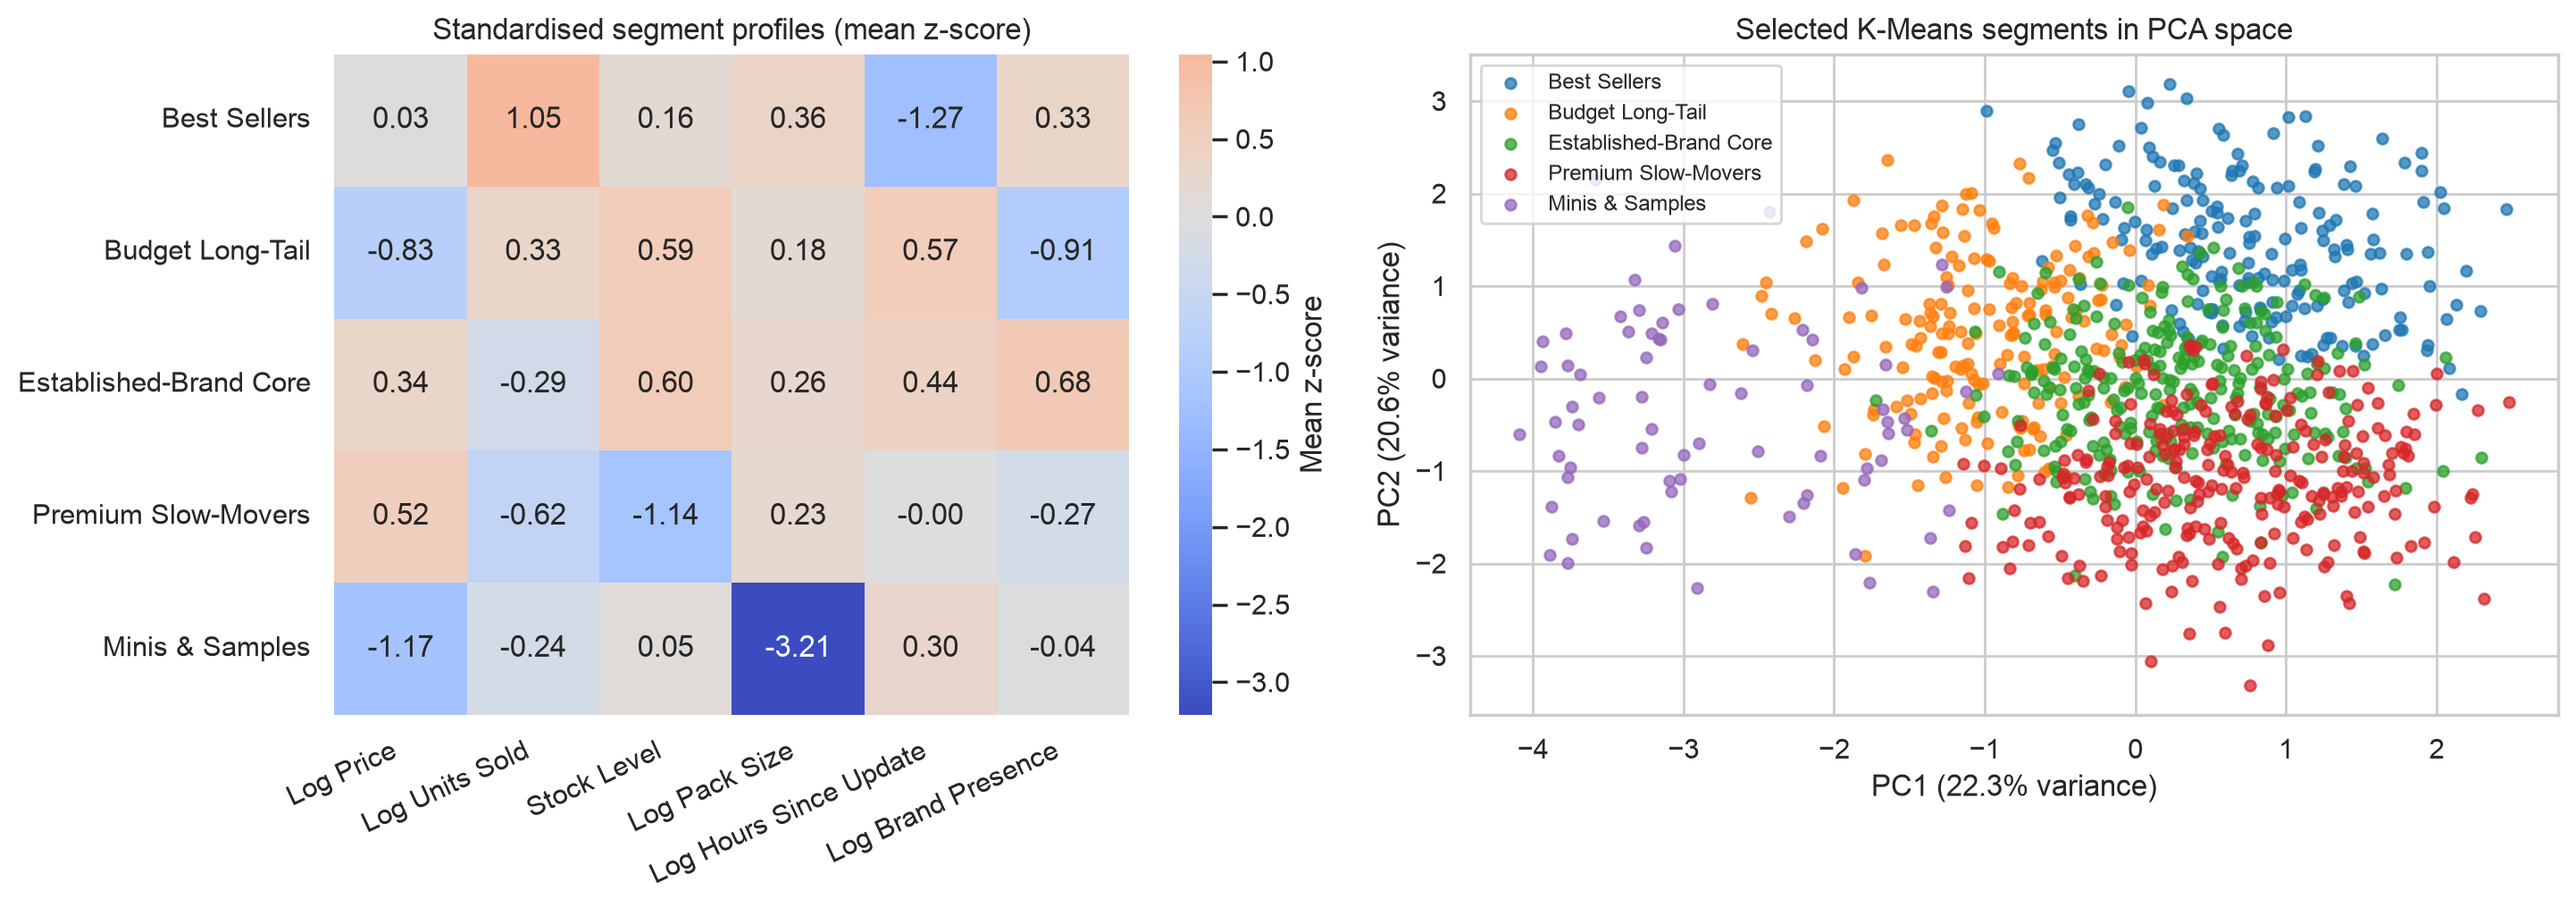 Standardised segment profiles (mean z-score)
Best Sellers
0.03 1.05 0.16 0.36 -1.27 0.33
Budget Long-Tail
-0.83 0.33 0.59 0.18 0.57 -0.91
Established-Brand Core
0.34 -0.29 0.60 0.26 0.44 0.68
Premium Slow-Movers
0.52 -0.62 -1.14 0.23 -0.00 -0.27
Minis & Samples
-1.17 -0.24 0.05 -3.21 0.30 -0.04
Log Price
Log Units Sold
Stock Level
Log Pack Size
Log Hours Since Update
Log Brand Presence
1.0
0.5
0.0
−0.5
−1.0
−1.5
−2.0
−2.5
−3.0
Mean z-score
Selected K-Means segments in PCA space
Best Sellers
Budget Long-Tail
Established-Brand Core
Premium Slow-Movers
Minis & Samples
PC2 (20.6% variance)
3
2
1
0
−1
−2
−3
−4 −3 −2 −1 0 1 2
PC1 (22.3% variance)